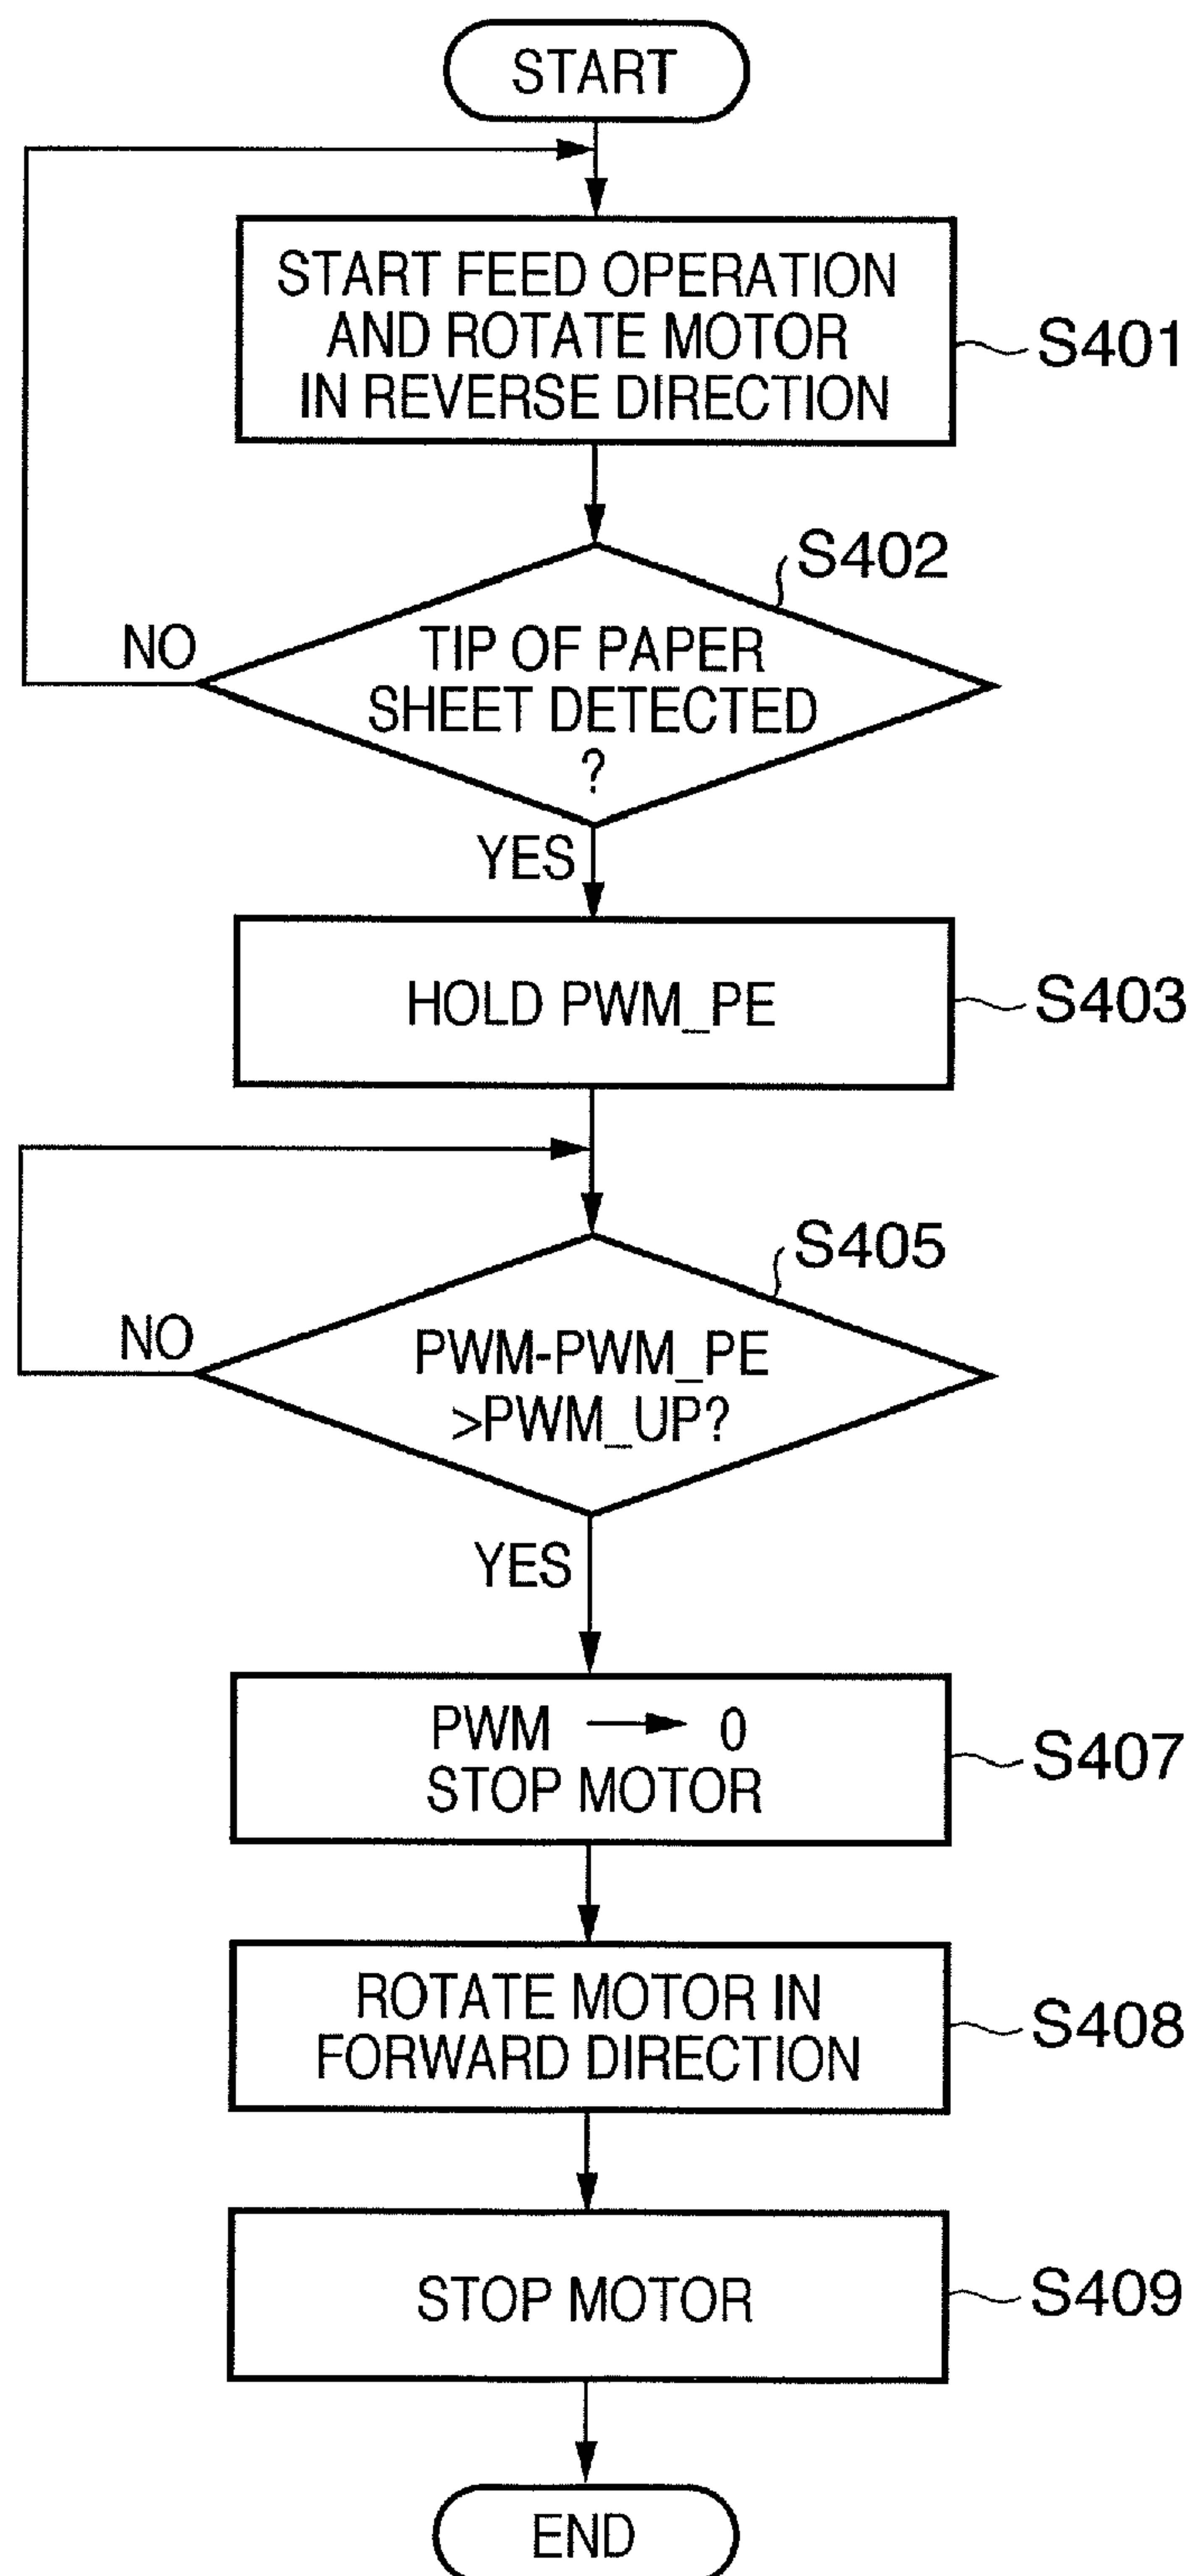 START
START FEED OPERATION
AND ROTATE MOTOR
IN REVERSE DIRECTION
S401
S402
NO
TIP OF PAPER
SHEET DETECTED
?
YES
HOLD PWM_PE
S403
S405
NO
PWM-PWM_PE
>PWM_UP?
YES
PWM → 0
STOP MOTOR
S407
ROTATE MOTOR IN
FORWARD DIRECTION
S408
STOP MOTOR
S409
END